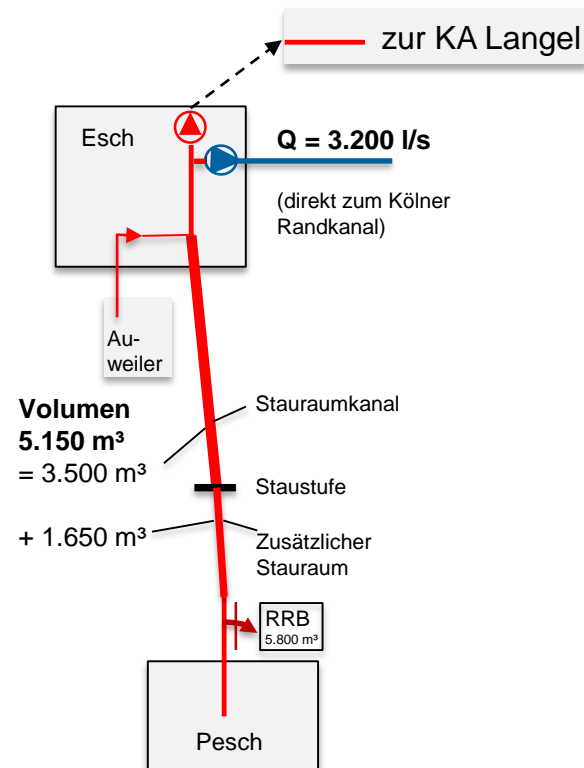 zur KA Langel
Esch
Q = 3.200 l/s
(direkt zum Kölner
Randkanal)
Au-
weiler
Volumen
5.150 m³
= 3.500 m³
Stauraumkanal
Staustufe
+ 1.650 m³
Zusätzlicher
Stauraum
RRB
5.800 m³
Pesch